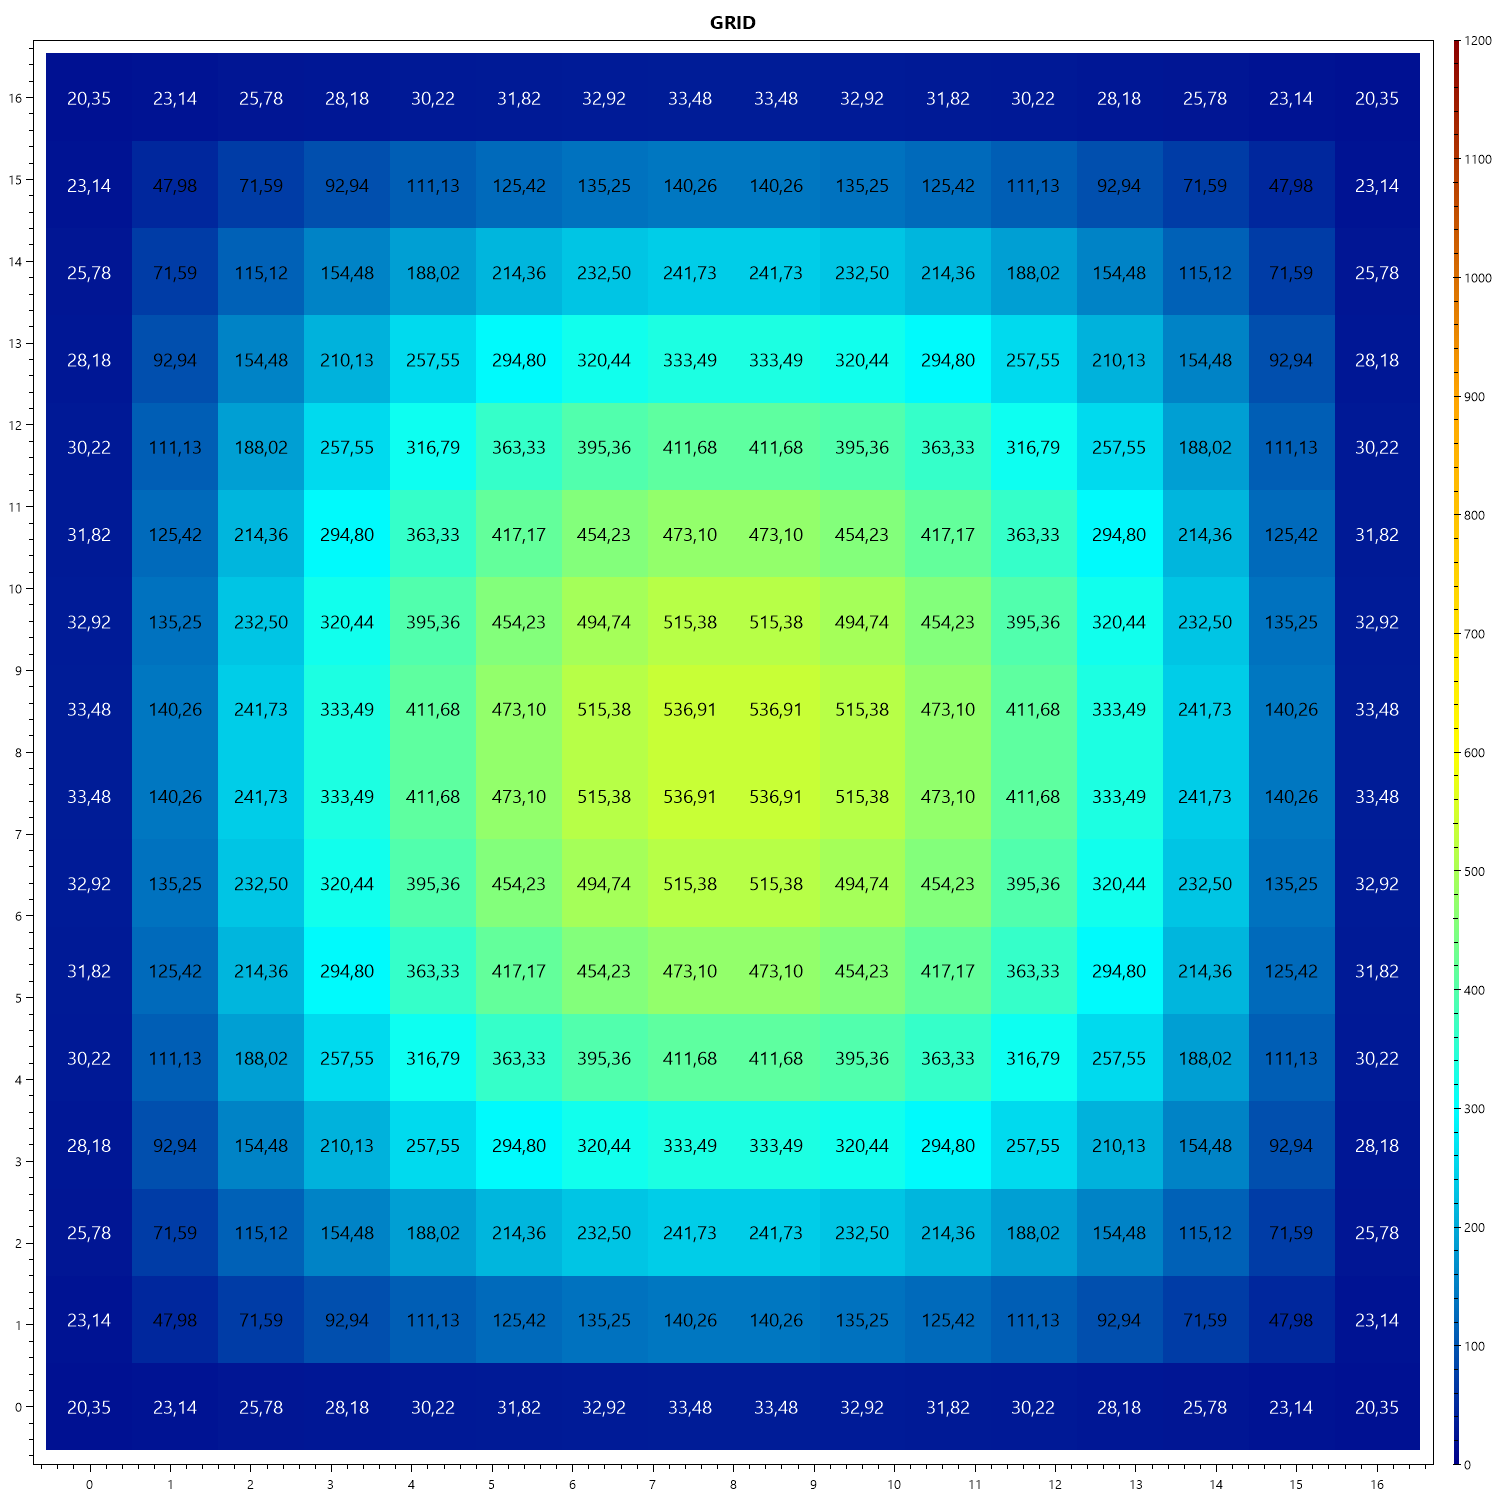 GRID
16 20,35 23,14 25,78 28,18 30,22 31,82 32,92 33,48 33,48 32,92 31,82 30,22 28,18 25,78 23,14 20,35
15 23,14 47,98 71,59 92,94 111,13 125,42 135,25 140,26 140,26 135,25 125,42 111,13 92,94 71,59 47,98 23,14
14 25,78 71,59 115,12 154,48 188,02 214,36 232,50 241,73 241,73 232,50 214,36 188,02 154,48 115,12 71,59 25,78
13 28,18 92,94 154,48 210,13 257,55 294,80 320,44 333,49 333,49 320,44 294,80 257,55 210,13 154,48 92,94 28,18
12 30,22 111,13 188,02 257,55 316,79 363,33 395,36 411,68 411,68 395,36 363,33 316,79 257,55 188,02 111,13 30,22
11 31,82 125,42 214,36 294,80 363,33 417,17 454,23 473,10 473,10 454,23 417,17 363,33 294,80 214,36 125,42 31,82
10 32,92 135,25 232,50 320,44 395,36 454,23 494,74 515,38 515,38 494,74 454,23 395,36 320,44 232,50 135,25 32,92
9 33,48 140,26 241,73 333,49 411,68 473,10 515,38 536,91 536,91 515,38 473,10 411,68 333,49 241,73 140,26 33,48
8
33,48 140,26 241,73 333,49 411,68 473,10 515,38 536,91 536,91 515,38 473,10 411,68 333,49 241,73 140,26 33,48
7
32,92 135,25 232,50 320,44 395,36 454,23 494,74 515,38 515,38 494,74 454,23 395,36 320,44 232,50 135,25 32,92
6
31,82 125,42 214,36 294,80 363,33 417,17 454,23 473,10 473,10 454,23 417,17 363,33 294,80 214,36 125,42 31,82
5
30,22 111,13 188,02 257,55 316,79 363,33 395,36 411,68 411,68 395,36 363,33 316,79 257,55 188,02 111,13 30,22
4
28,18 92,94 154,48 210,13 257,55 294,80 320,44 333,49 333,49 320,44 294,80 257,55 210,13 154,48 92,94 28,18
3
25,78 71,59 115,12 154,48 188,02 214,36 232,50 241,73 241,73 232,50 214,36 188,02 154,48 115,12 71,59 25,78
2
23,14 47,98 71,59 92,94 111,13 125,42 135,25 140,26 140,26 135,25 125,42 111,13 92,94 71,59 47,98 23,14
1
0 20,35 23,14 25,78 28,18 30,22 31,82 32,92 33,48 33,48 32,92 31,82 30,22 28,18 25,78 23,14 20,35
0 1 2 3 4 5 6 7 8 9 10 11 12 13 14 15 16
1200
1100
1000
900
800
700
600
500
400
300
200
100
0